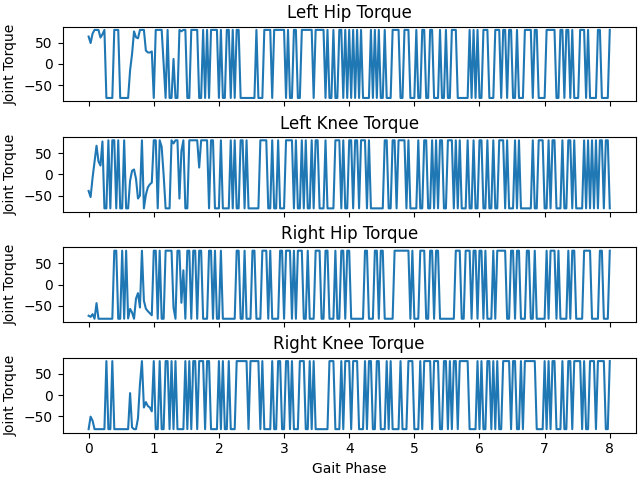 Left Hip Torque
Joint Torque
50
0
−50
Left Knee Torque
Joint Torque
50
0
−50
Right Hip Torque
Joint Torque
50
0
−50
Right Knee Torque
Joint Torque
50
0
−50
0 1 2 3 4 5 6 7 8
Gait Phase